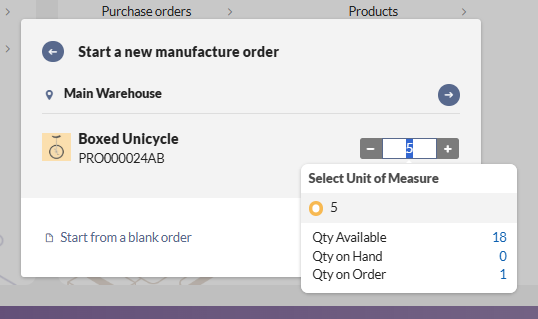 Purchase orders
Products
Start a new manufacture order
Main Warehouse
Boxed Unicycle
PRO000024AB
− 5 +
Select Unit of Measure
5
Qty Available 18
Qty on Hand 0
Qty on Order 1
Start from a blank order